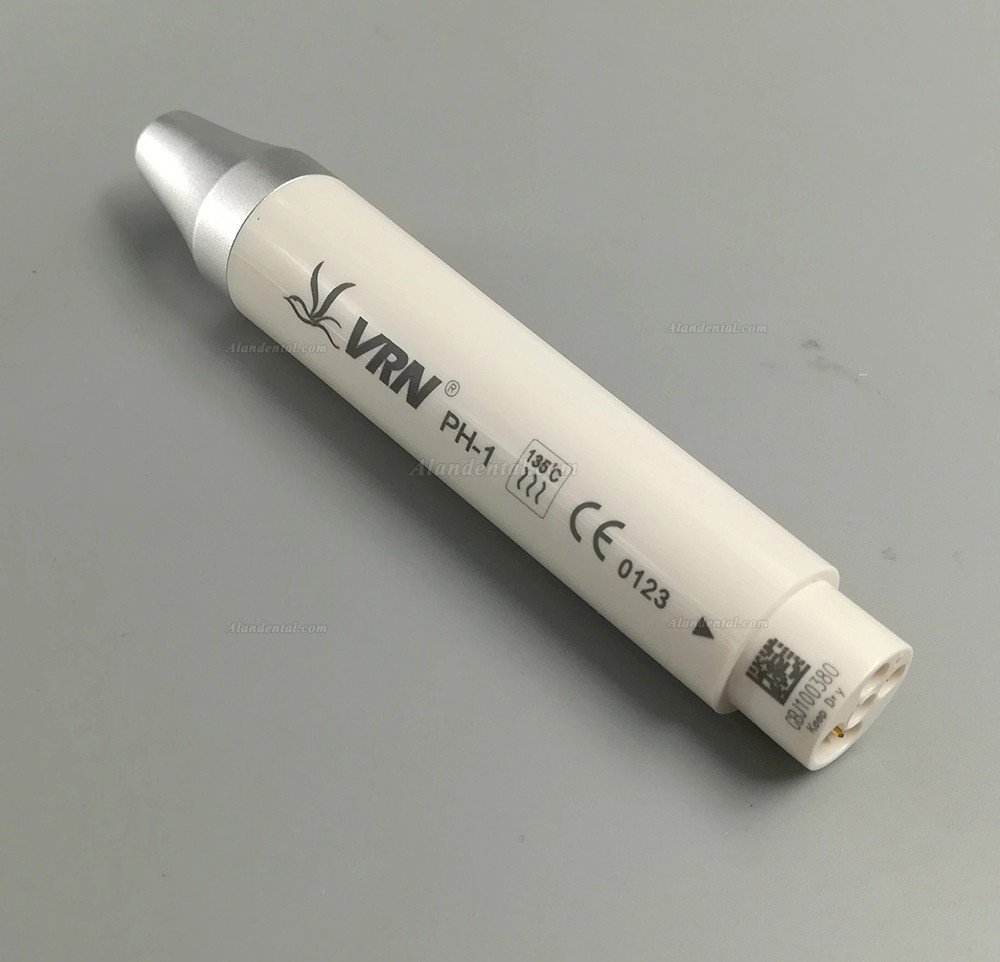 VRN®
PH-1
135°C
CE 0123
CBJ100380
Keep Dry
Alandental.com
Alandental.com
Alandental.com
Alandental.com
Alandental.com